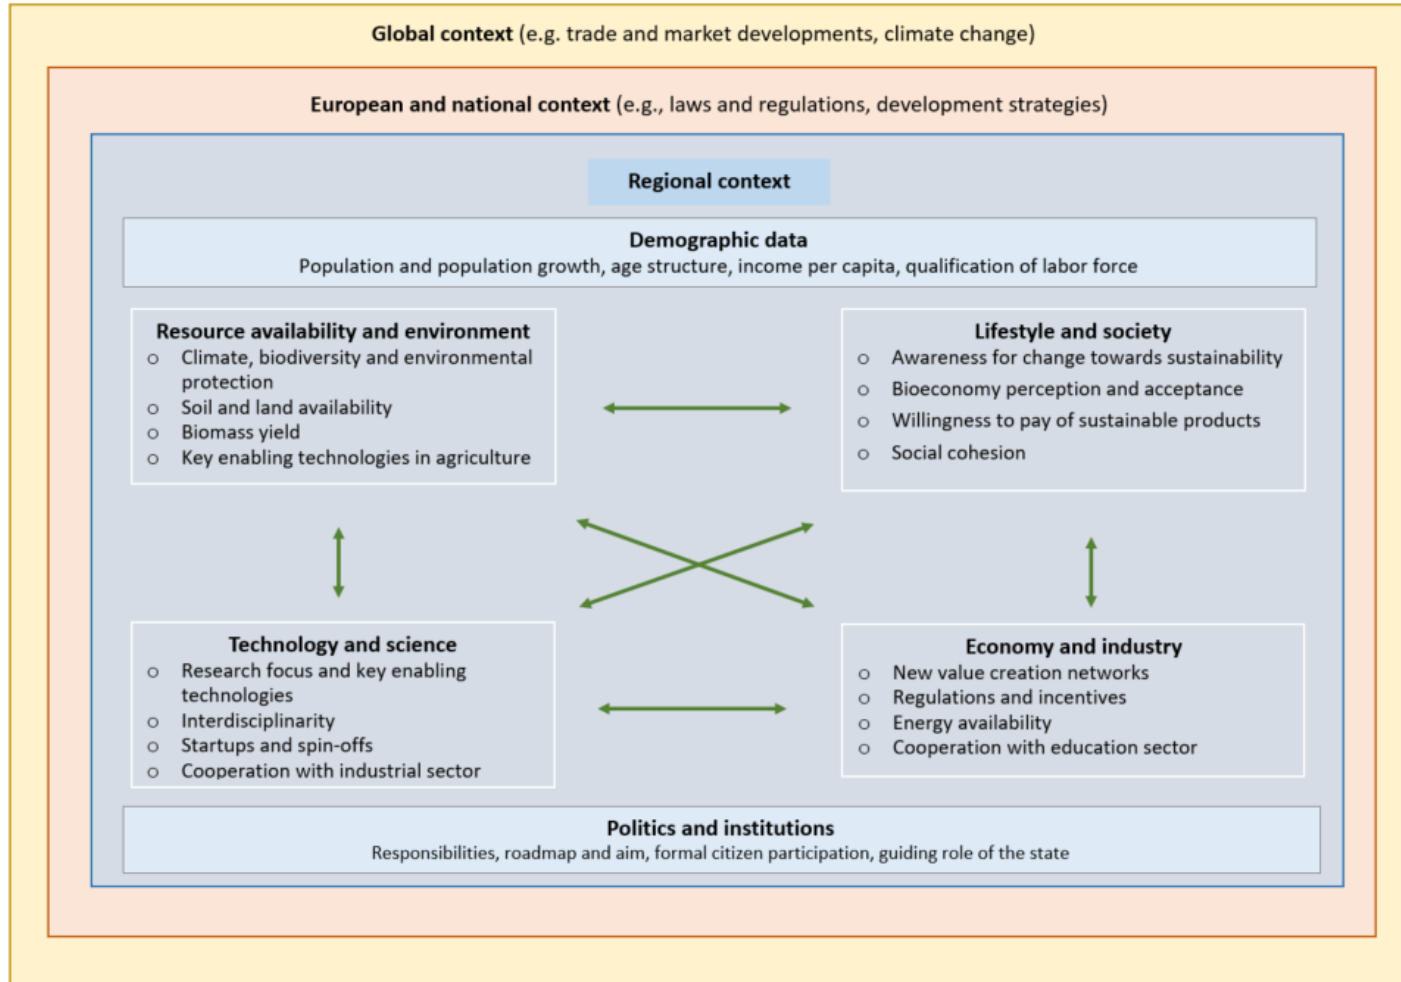 Global context (e.g. trade and market developments, climate change)
European and national context (e.g., laws and regulations, development strategies)
Regional context
Demographic data
Population and population growth, age structure, income per capita, qualification of labor force
Resource availability and environment
o Climate, biodiversity and environmental
protection
o Soil and land availability
o Biomass yield
o Key enabling technologies in agriculture
Lifestyle and society
o Awareness for change towards sustainability
o Bioeconomy perception and acceptance
o Willingness to pay of sustainable products
o Social cohesion
Technology and science
o Research focus and key enabling
technologies
o Interdisciplinarity
o Startups and spin-offs
o Cooperation with industrial sector
Economy and industry
o New value creation networks
o Regulations and incentives
o Energy availability
o Cooperation with education sector
Politics and institutions
Responsibilities, roadmap and aim, formal citizen participation, guiding role of the state